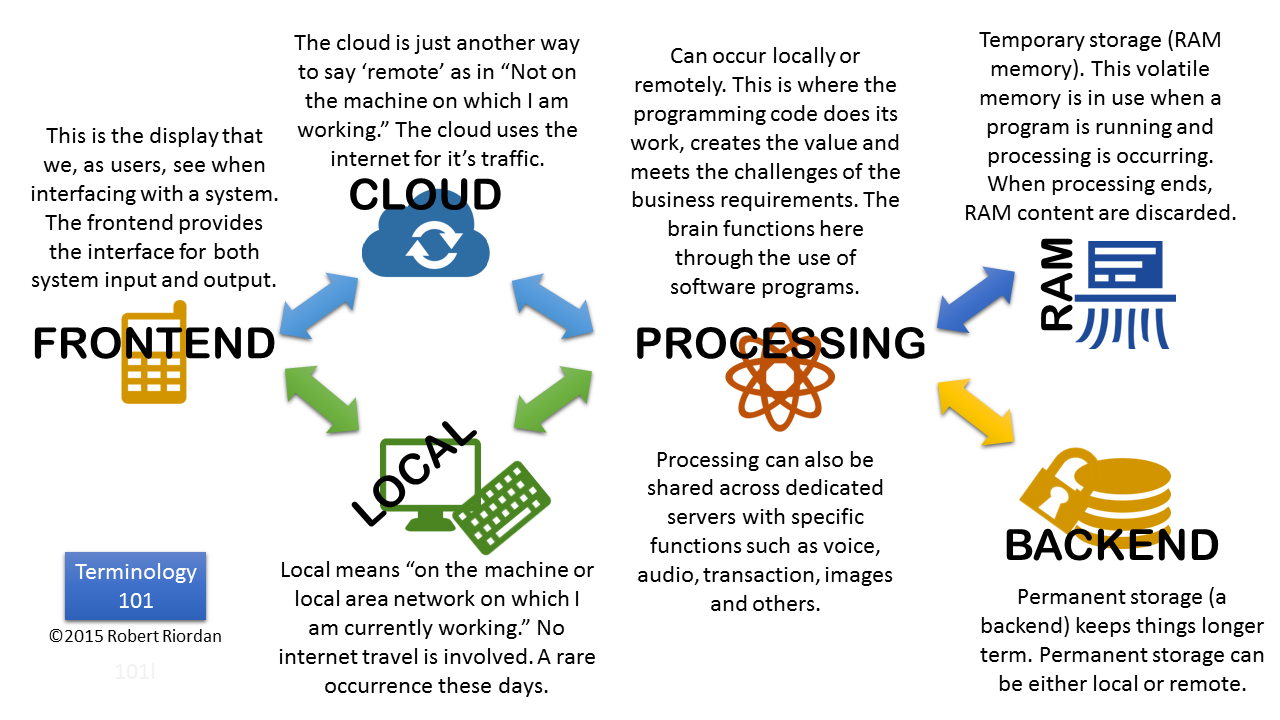 This is the display that
we, as users, see when
interfacing with a system.
The frontend provides
the interface for both
system input and output.
FRONTEND
The cloud is just another way
to say ‘remote’ as in “Not on
the machine on which I am
working.” The cloud uses the
internet for it’s traffic.
CLOUD
LOCAL
Local means “on the machine or
local area network on which I
am currently working.” No
internet travel is involved. A rare
occurrence these days.
Can occur locally or
remotely. This is where the
programming code does its
work, creates the value and
meets the challenges of the
business requirements. The
brain functions here
through the use of
software programs.
PROCESSING
Processing can also be
shared across dedicated
servers with specific
functions such as voice,
audio, transaction, images
and others.
Temporary storage (RAM
memory). This volatile
memory is in use when a
program is running and
processing is occurring.
When processing ends,
RAM content are discarded.
RAM
BACKEND
Permanent storage (a
backend) keeps things longer
term. Permanent storage can
be either local or remote.
Terminology
101
©2015 Robert Riordan
101l